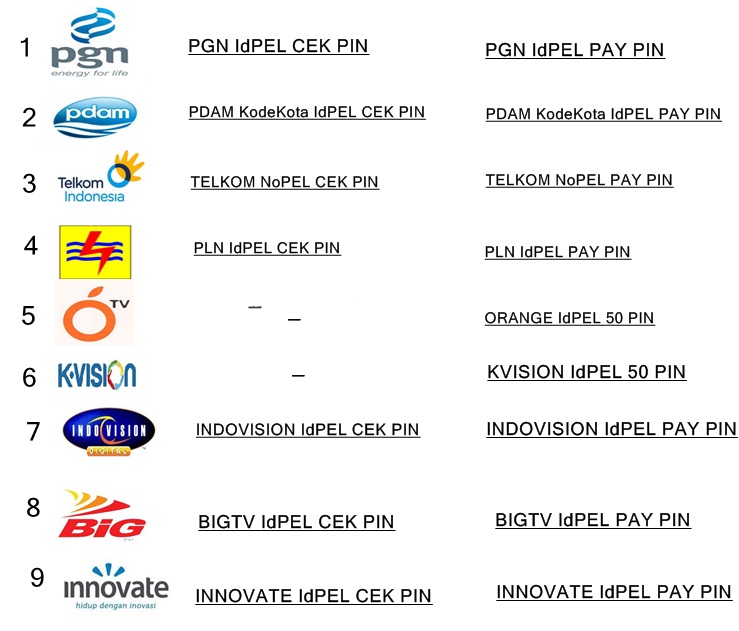 1 pgn PGN IdPEL CEK PIN PGN IdPEL PAY PIN
energy for life
2 pdam PDAM KodeKota IdPEL CEK PIN PDAM KodeKota IdPEL PAY PIN
3 Telkom Indonesia TELKOM NoPEL CEK PIN TELKOM NoPEL PAY PIN
4 PLN IdPEL CEK PIN PLN IdPEL PAY PIN
5 TV – ORANGE IdPEL 50 PIN
6 K-VISION – KVISION IdPEL 50 PIN
7 INDOVISION INDOVISION IdPEL CEK PIN INDOVISION IdPEL PAY PIN
DIGITAL
8 BiG BIGTV IdPEL CEK PIN BIGTV IdPEL PAY PIN
9 innovate INNOVATE IdPEL CEK PIN INNOVATE IdPEL PAY PIN
hidup dengan inovasi